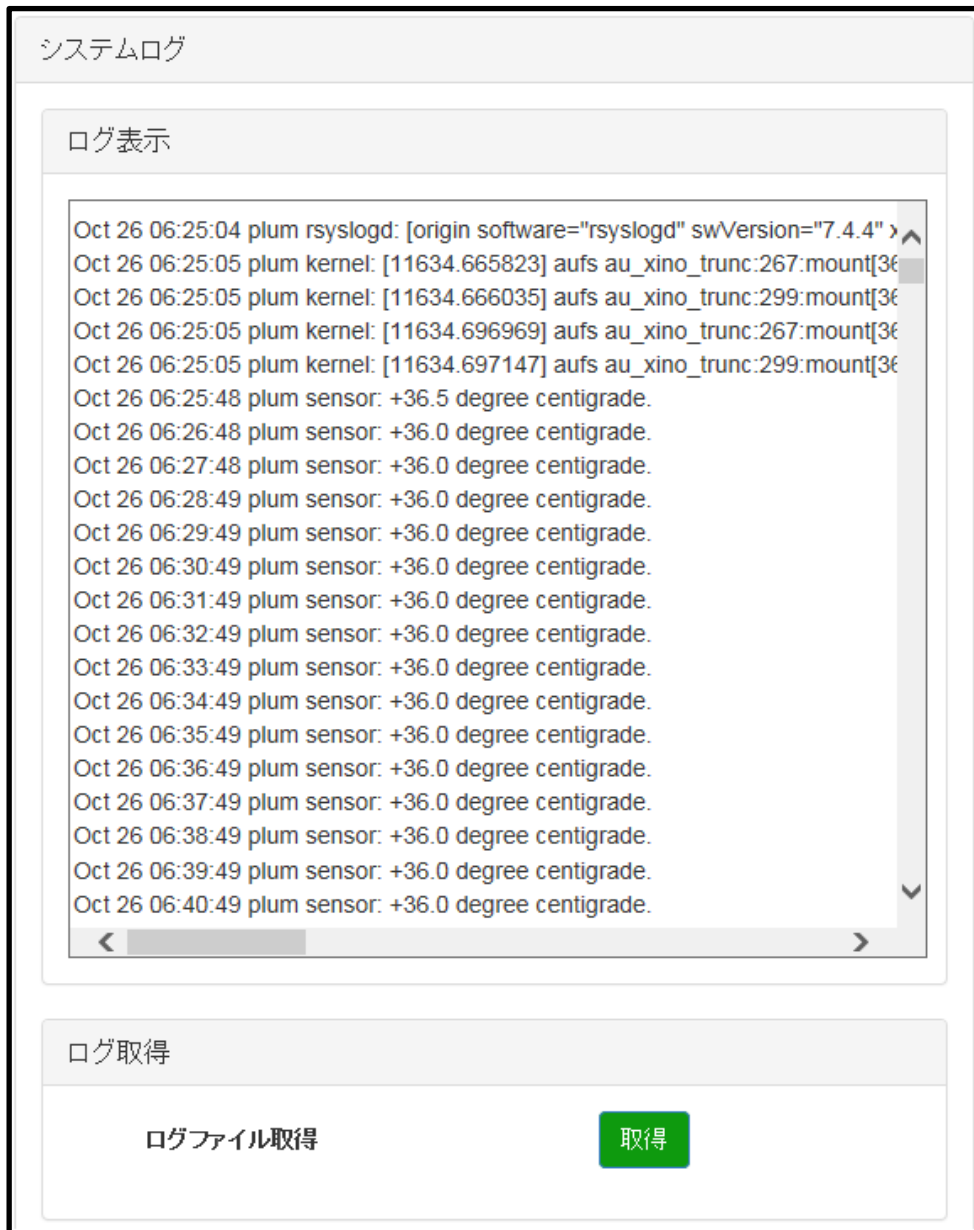 システムログ
ログ表示
Oct 26 06:25:04 plum rsyslogd: [origin software="rsyslogd" swVersion="7.4.4" x
Oct 26 06:25:05 plum kernel: [11634.665823] aufs au_xino_trunc:267:mount[36
Oct 26 06:25:05 plum kernel: [11634.666035] aufs au_xino_trunc:299:mount[36
Oct 26 06:25:05 plum kernel: [11634.696969] aufs au_xino_trunc:267:mount[36
Oct 26 06:25:05 plum kernel: [11634.697147] aufs au_xino_trunc:299:mount[36
Oct 26 06:25:48 plum sensor: +36.5 degree centigrade.
Oct 26 06:26:48 plum sensor: +36.0 degree centigrade.
Oct 26 06:27:48 plum sensor: +36.0 degree centigrade.
Oct 26 06:28:49 plum sensor: +36.0 degree centigrade.
Oct 26 06:29:49 plum sensor: +36.0 degree centigrade.
Oct 26 06:30:49 plum sensor: +36.0 degree centigrade.
Oct 26 06:31:49 plum sensor: +36.0 degree centigrade.
Oct 26 06:32:49 plum sensor: +36.0 degree centigrade.
Oct 26 06:33:49 plum sensor: +36.0 degree centigrade.
Oct 26 06:34:49 plum sensor: +36.0 degree centigrade.
Oct 26 06:35:49 plum sensor: +36.0 degree centigrade.
Oct 26 06:36:49 plum sensor: +36.0 degree centigrade.
Oct 26 06:37:49 plum sensor: +36.0 degree centigrade.
Oct 26 06:38:49 plum sensor: +36.0 degree centigrade.
Oct 26 06:39:49 plum sensor: +36.0 degree centigrade.
Oct 26 06:40:49 plum sensor: +36.0 degree centigrade.
ログ取得
ログファイル取得 取得